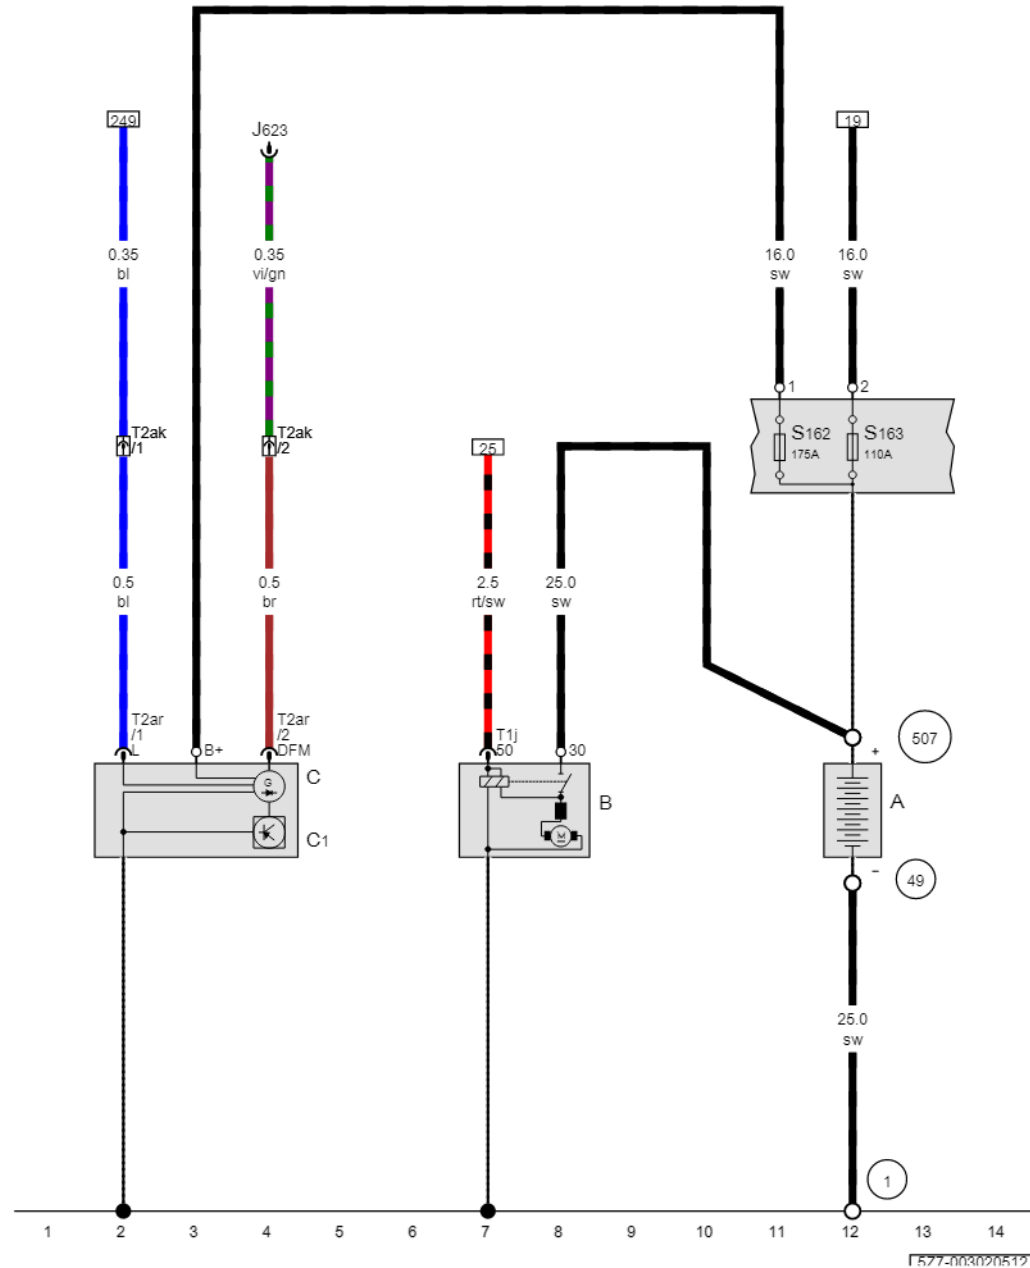 249
J623
19
0.35
bl
0.35
vi/gn
16.0
sw
16.0
sw
1
2
S162
175A
S163
110A
T2ak
/1
T2ak
/2
25
0.5
bl
0.5
br
2.5
rt/sw
25.0
sw
T2ar
/1
L
B+
T2ar
/2
DFM
T1j
50
30
507
+
G
C
C1
M
B
A
-
49
25.0
sw
1
1 2 3 4 5 6 7 8 9 10 11 12 13 14
577-003020512